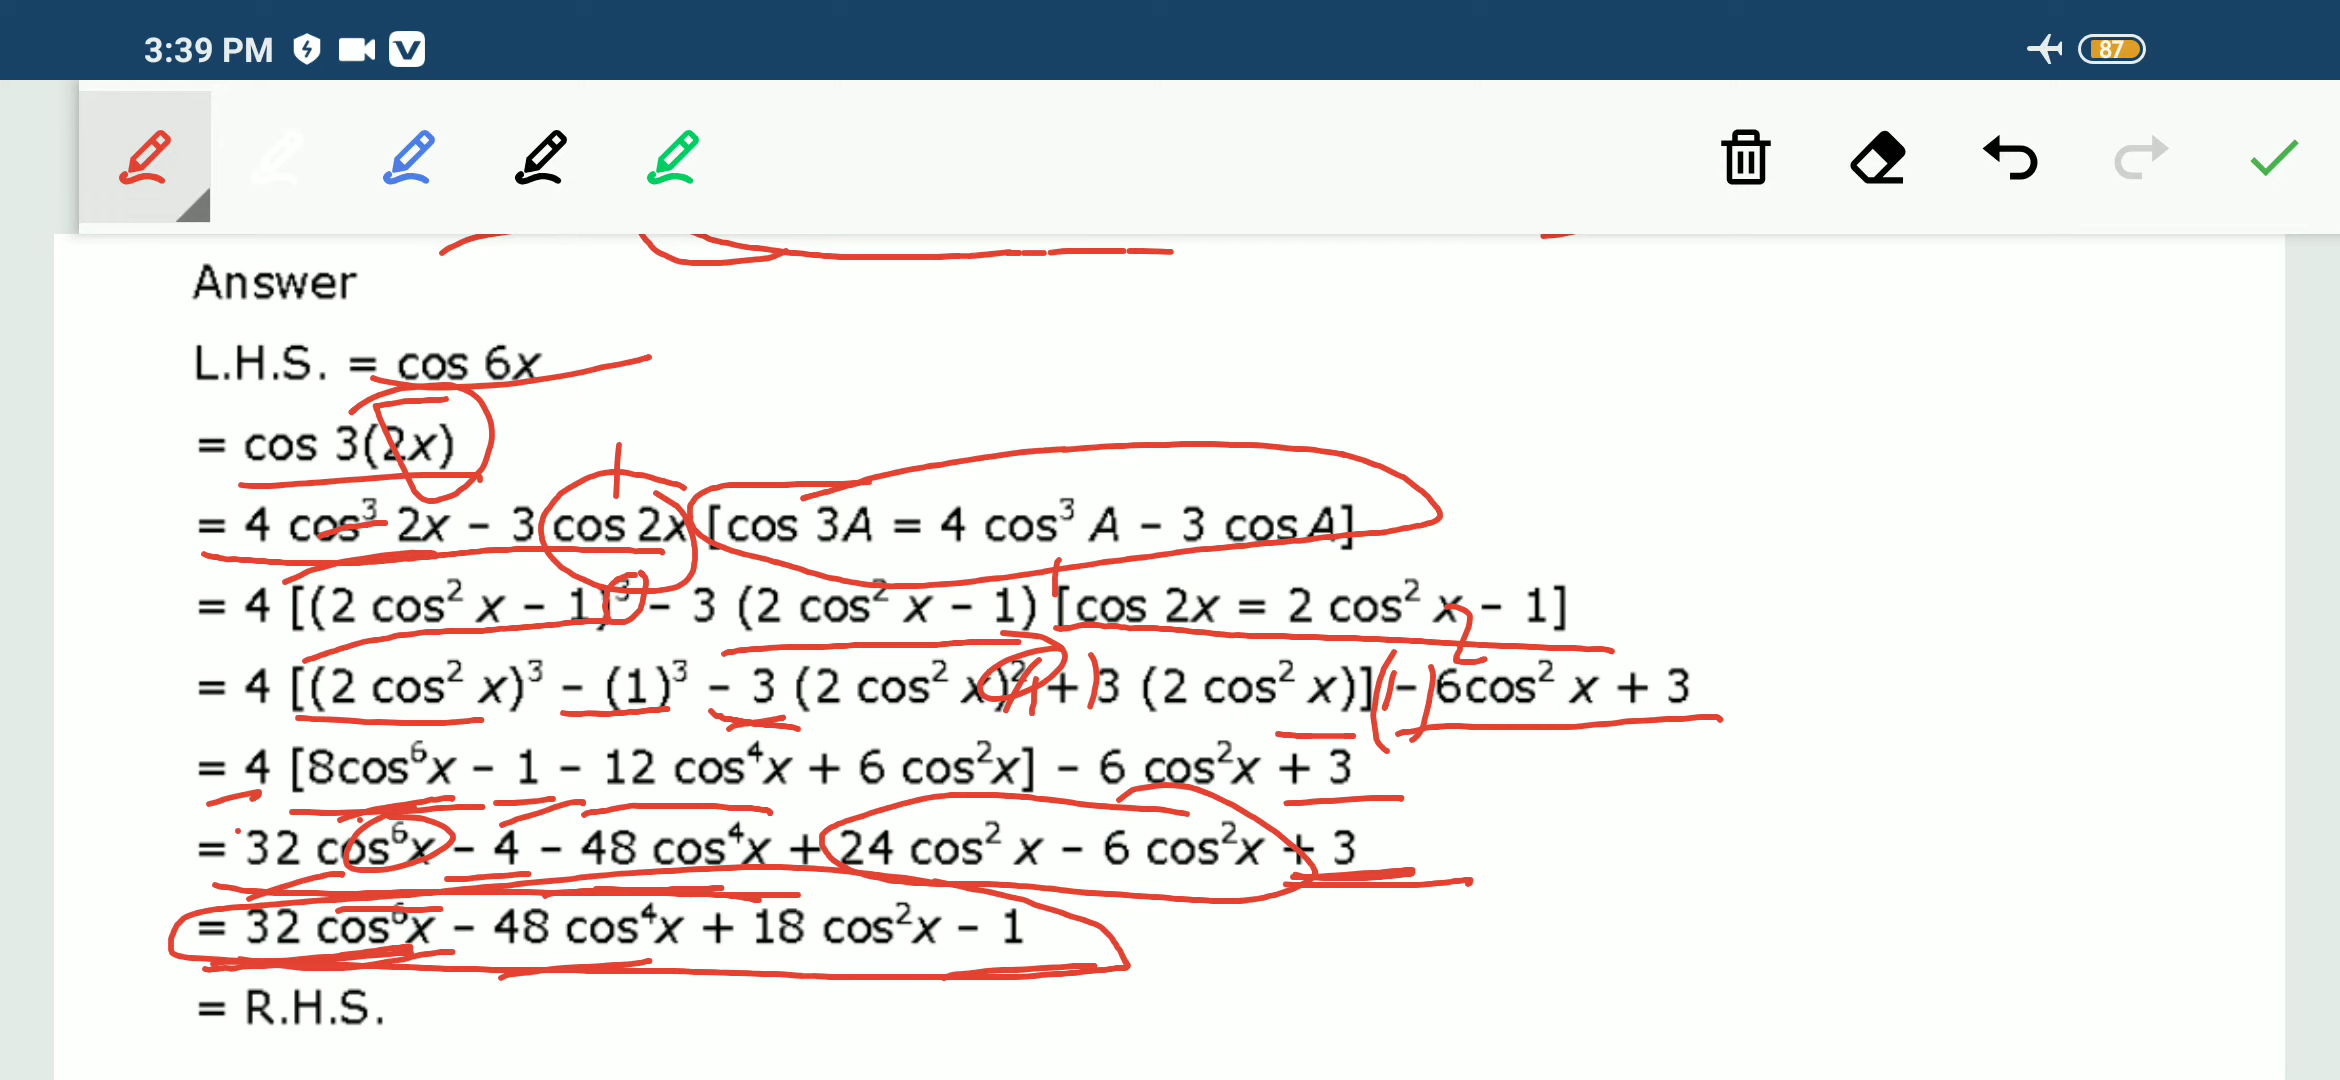 3:39 PM 87
Answer
L.H.S. = cos 6x
= cos 3(2x)
= 4 cos³ 2x – 3 cos 2x [cos 3A = 4 cos³ A – 3 cos A]
= 4 [(2 cos² x – 1)³ – 3 (2 cos² x – 1) [cos 2x = 2 cos² x – 1]
= 4 [(2 cos² x)³ – (1)³ – 3 (2 cos² x)² + 3 (2 cos² x)] – 6cos² x + 3
= 4 [8cos⁶x – 1 – 12 cos⁴x + 6 cos²x] – 6 cos²x + 3
= 32 cos⁶x – 4 – 48 cos⁴x + 24 cos² x – 6 cos²x + 3
= 32 cos⁶x – 48 cos⁴x + 18 cos²x – 1
= R.H.S.